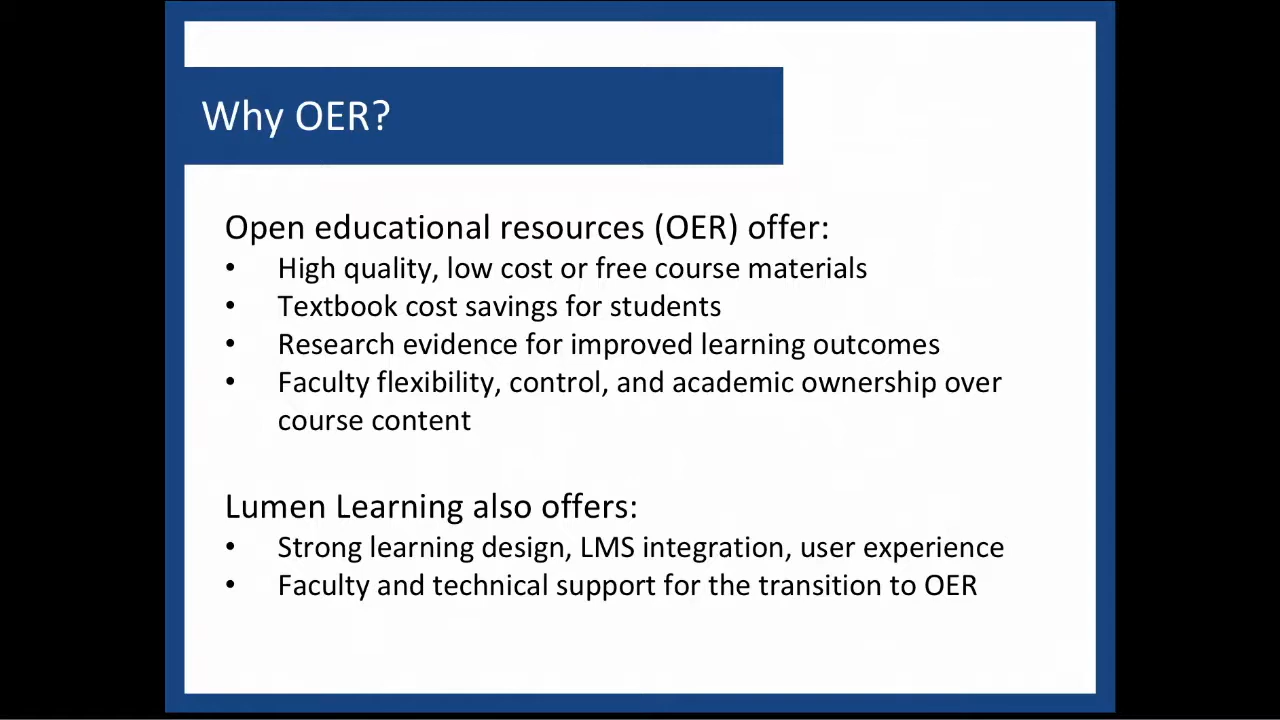 Why OER?
Open educational resources (OER) offer:
• High quality, low cost or free course materials
• Textbook cost savings for students
• Research evidence for improved learning outcomes
• Faculty flexibility, control, and academic ownership over
course content
Lumen Learning also offers:
• Strong learning design, LMS integration, user experience
• Faculty and technical support for the transition to OER